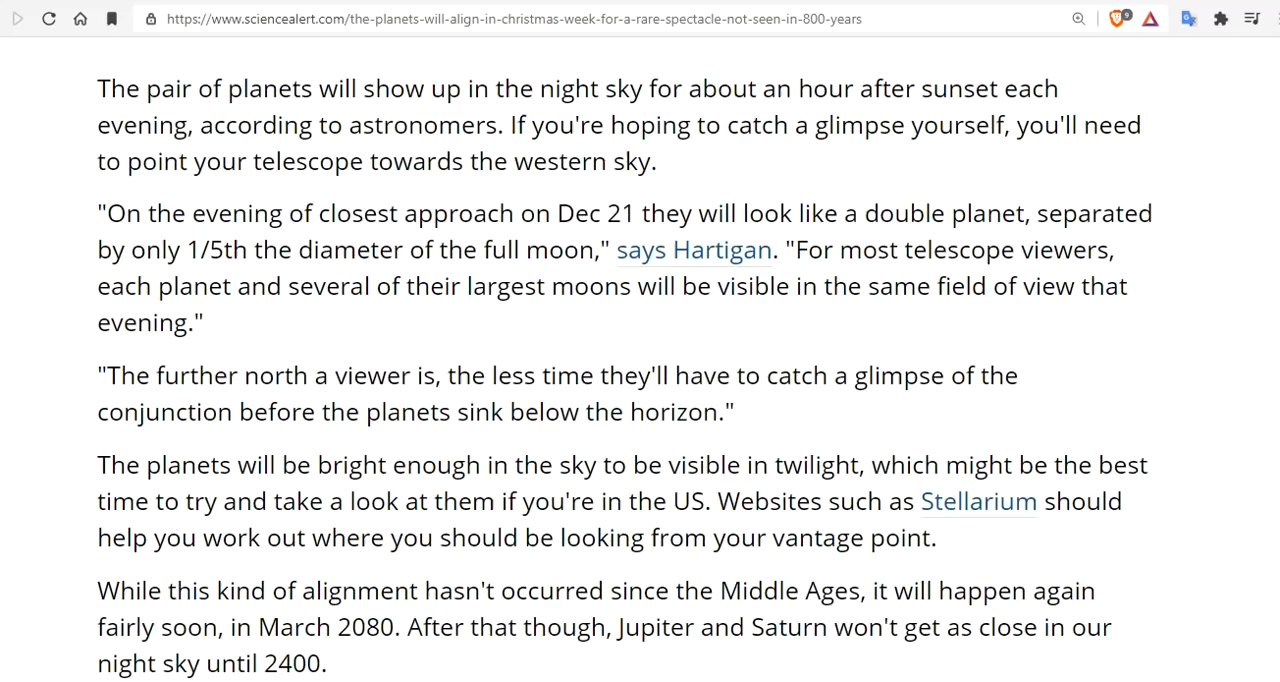 https://www.sciencealert.com/the-planets-will-align-in-christmas-week-for-a-rare-spectacle-not-seen-in-800-years
9
The pair of planets will show up in the night sky for about an hour after sunset each
evening, according to astronomers. If you're hoping to catch a glimpse yourself, you'll need
to point your telescope towards the western sky.
"On the evening of closest approach on Dec 21 they will look like a double planet, separated
by only 1/5th the diameter of the full moon," says Hartigan. "For most telescope viewers,
each planet and several of their largest moons will be visible in the same field of view that
evening."
"The further north a viewer is, the less time they'll have to catch a glimpse of the
conjunction before the planets sink below the horizon."
The planets will be bright enough in the sky to be visible in twilight, which might be the best
time to try and take a look at them if you're in the US. Websites such as Stellarium should
help you work out where you should be looking from your vantage point.
While this kind of alignment hasn't occurred since the Middle Ages, it will happen again
fairly soon, in March 2080. After that though, Jupiter and Saturn won't get as close in our
night sky until 2400.